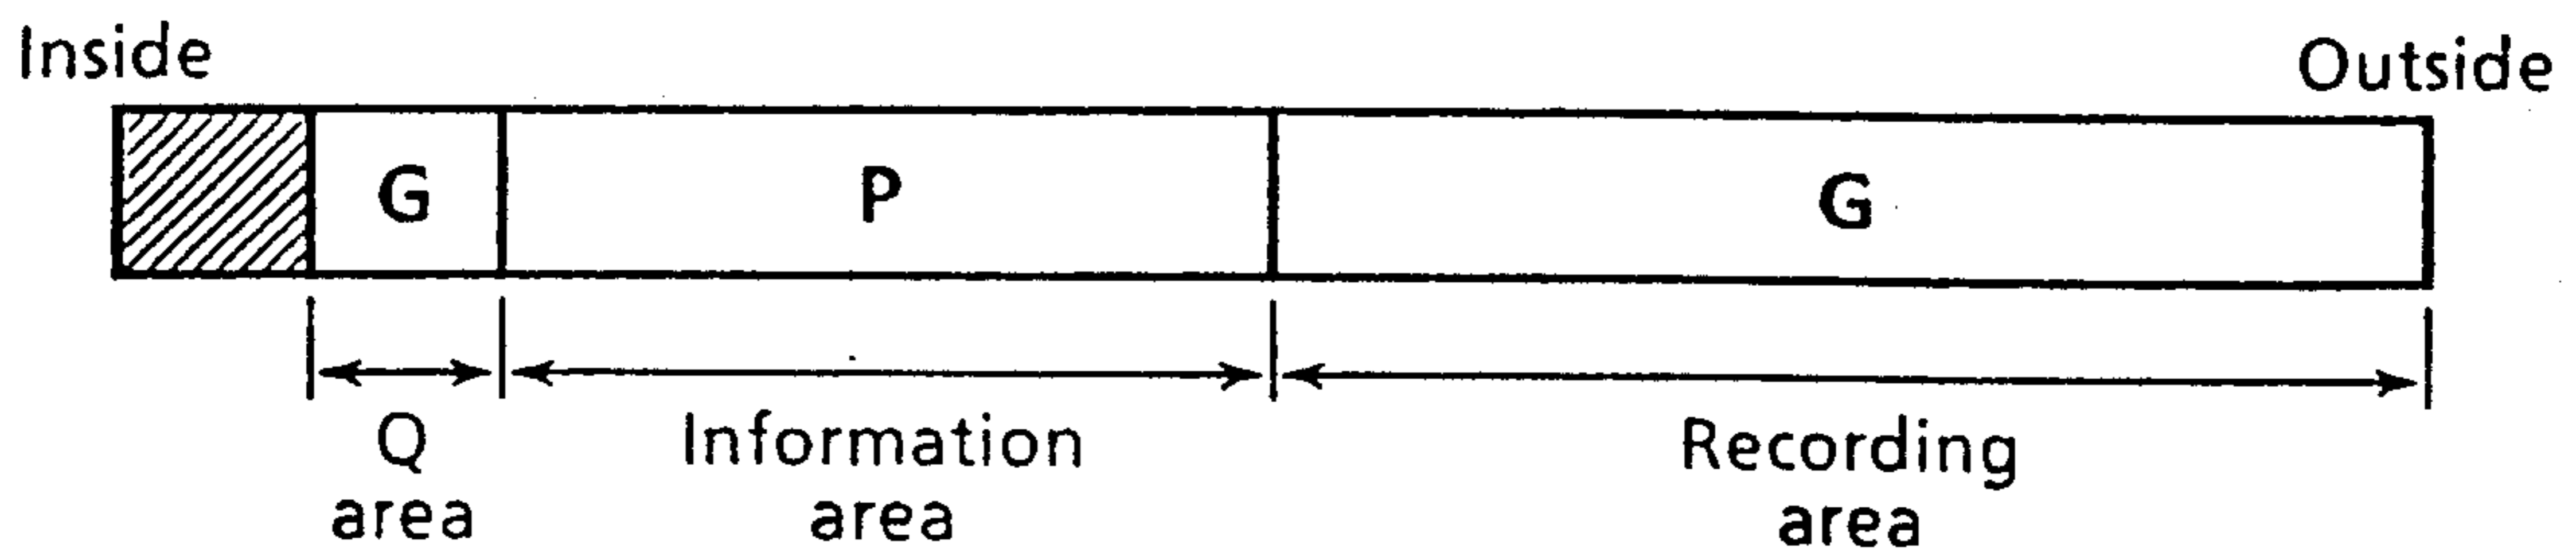 Inside
Outside
G
P
G
Q
area
Information
area
Recording
area